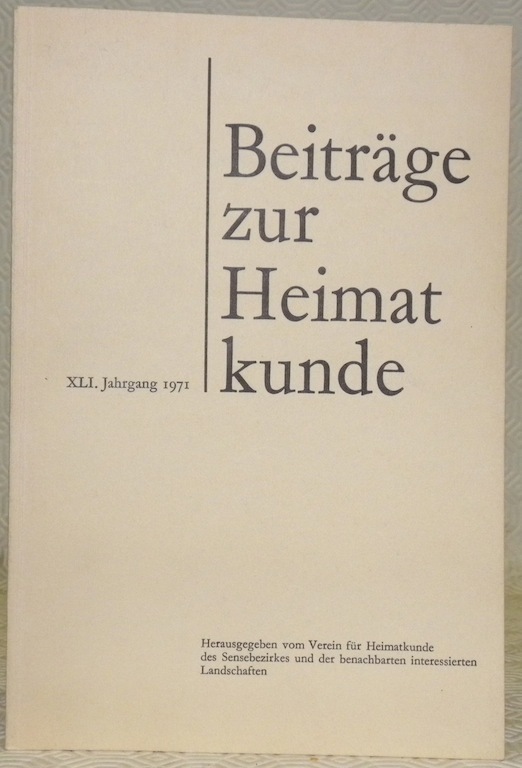 Beiträge
zur
Heimat
kunde
XLI. Jahrgang 1971
Herausgegeben vom Verein für Heimatkunde
des Sensebezirkes und der benachbarten interessierten
Landschaften